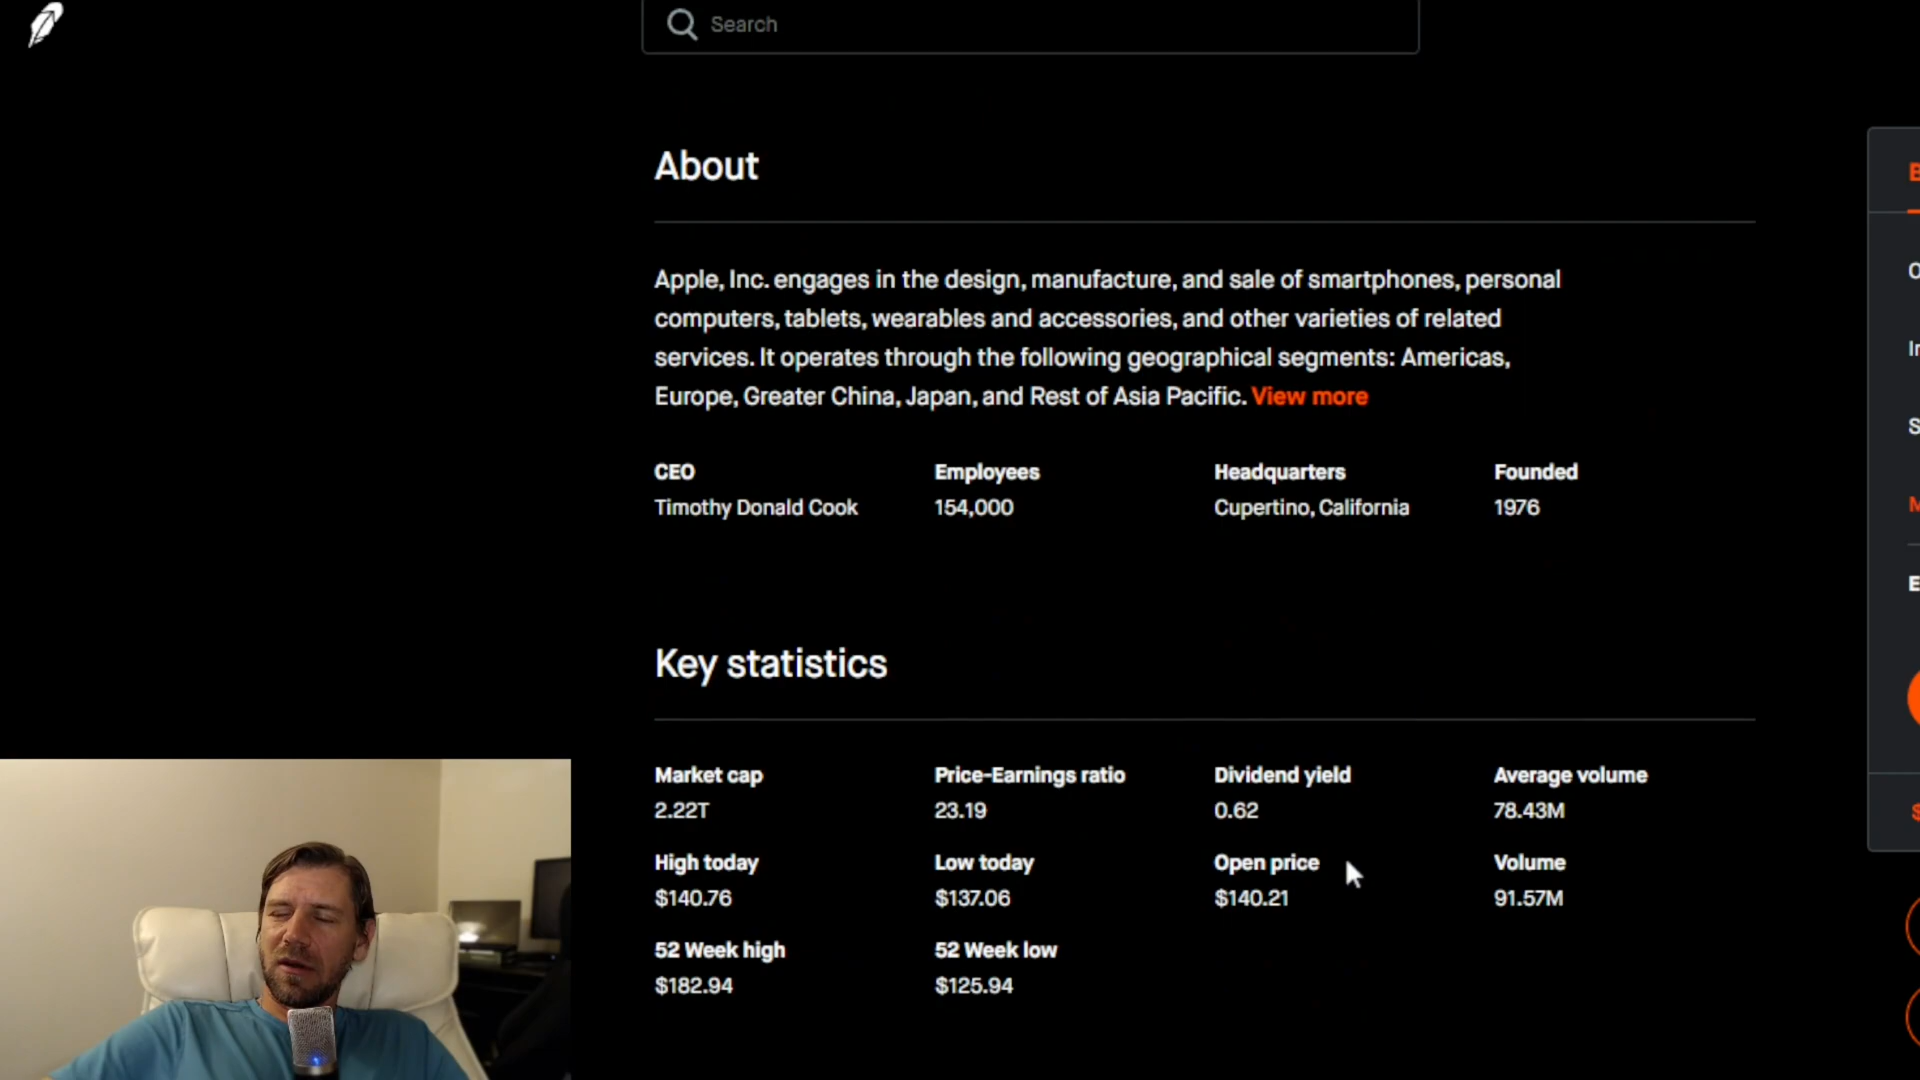 Search
About
Apple, Inc. engages in the design, manufacture, and sale of smartphones, personal
computers, tablets, wearables and accessories, and other varieties of related
services. It operates through the following geographical segments: Americas,
Europe, Greater China, Japan, and Rest of Asia Pacific. View more
CEO Employees Headquarters Founded
Timothy Donald Cook 154,000 Cupertino, California 1976
Key statistics
Market cap Price-Earnings ratio Dividend yield Average volume
2.22T 23.19 0.62 78.43M
High today Low today Open price Volume
$140.76 $137.06 $140.21 91.57M
52 Week high 52 Week low
$182.94 $125.94